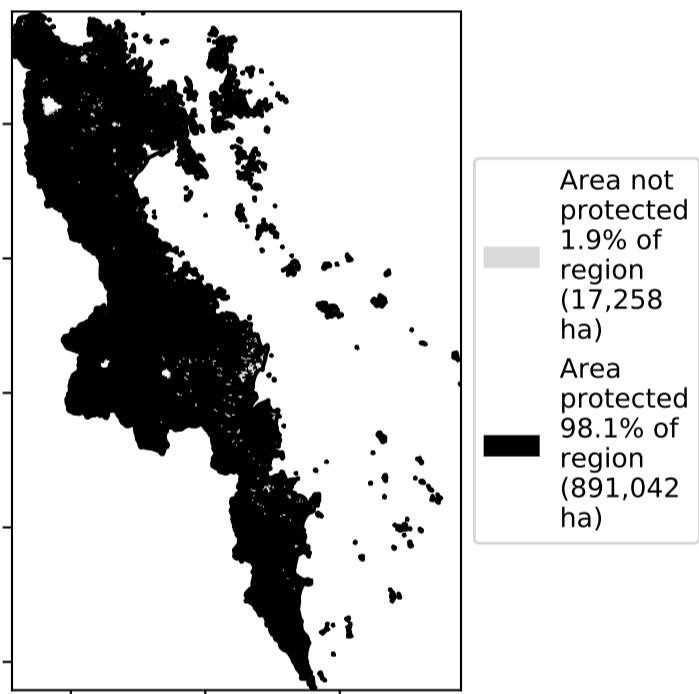 Area not
protected
1.9% of
region
(17,258
ha)
Area
protected
98.1% of
region
(891,042
ha)